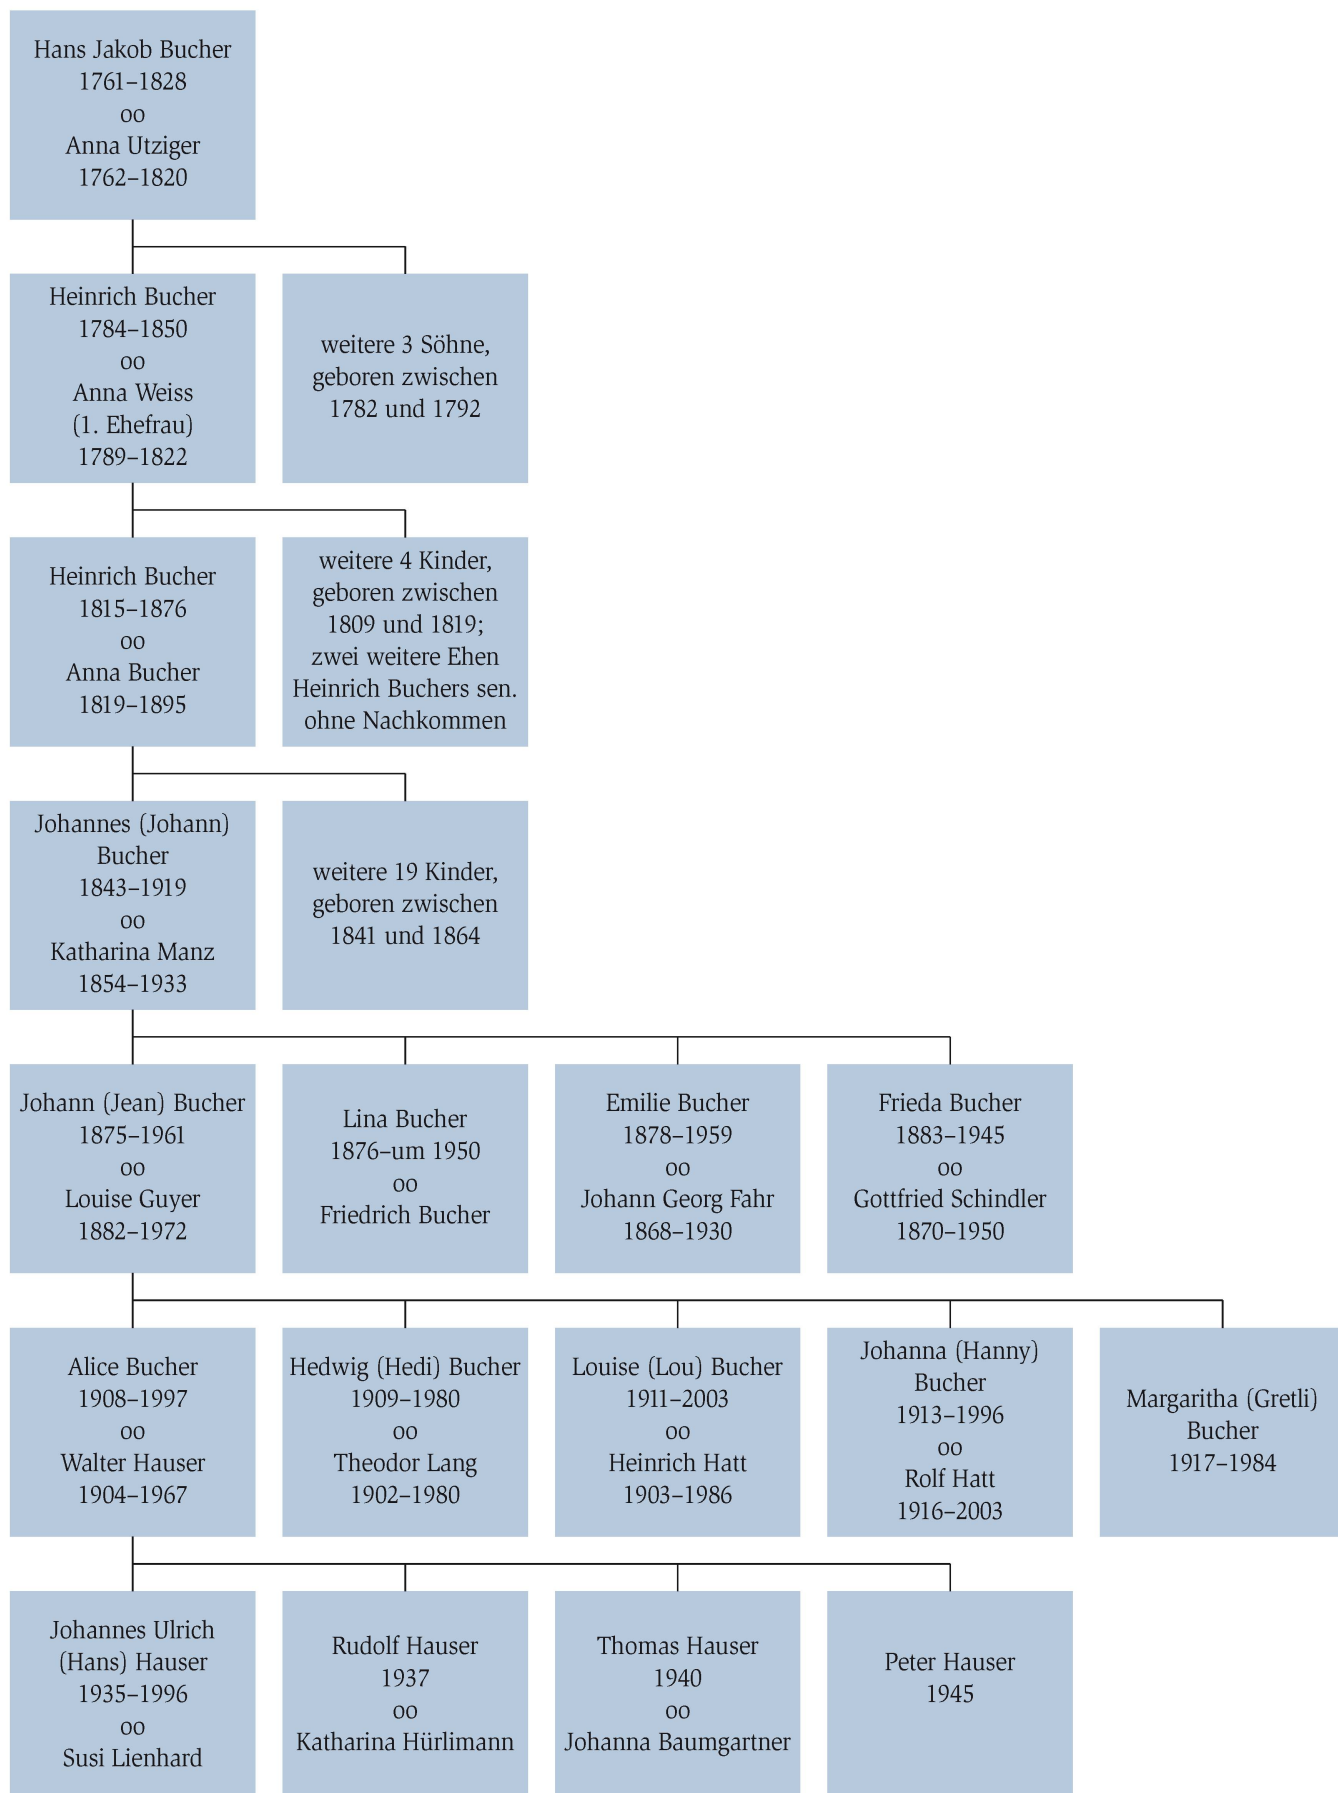 Hans Jakob Bucher
1761–1828
oo
Anna Utziger
1762–1820
Heinrich Bucher
1784–1850
oo
Anna Weiss
(1. Ehefrau)
1789–1822
weitere 3 Söhne,
geboren zwischen
1782 und 1792
Heinrich Bucher
1815–1876
oo
Anna Bucher
1819–1895
weitere 4 Kinder,
geboren zwischen
1809 und 1819;
zwei weitere Ehen
Heinrich Buchers sen.
ohne Nachkommen
Johannes (Johann)
Bucher
1843–1919
oo
Katharina Manz
1854–1933
weitere 19 Kinder,
geboren zwischen
1841 und 1864
Johann (Jean) Bucher
1875–1961
oo
Louise Guyer
1882–1972
Lina Bucher
1876–um 1950
oo
Friedrich Bucher
Emilie Bucher
1878–1959
oo
Johann Georg Fahr
1868–1930
Frieda Bucher
1883–1945
oo
Gottfried Schindler
1870–1950
Alice Bucher
1908–1997
oo
Walter Hauser
1904–1967
Hedwig (Hedi) Bucher
1909–1980
oo
Theodor Lang
1902–1980
Louise (Lou) Bucher
1911–2003
oo
Heinrich Hatt
1903–1986
Johanna (Hanny)
Bucher
1913–1996
oo
Rolf Hatt
1916–2003
Margaritha (Gretli)
Bucher
1917–1984
Johannes Ulrich
(Hans) Hauser
1935–1996
oo
Susi Lienhard
Rudolf Hauser
1937
oo
Katharina Hürlimann
Thomas Hauser
1940
oo
Johanna Baumgartner
Peter Hauser
1945